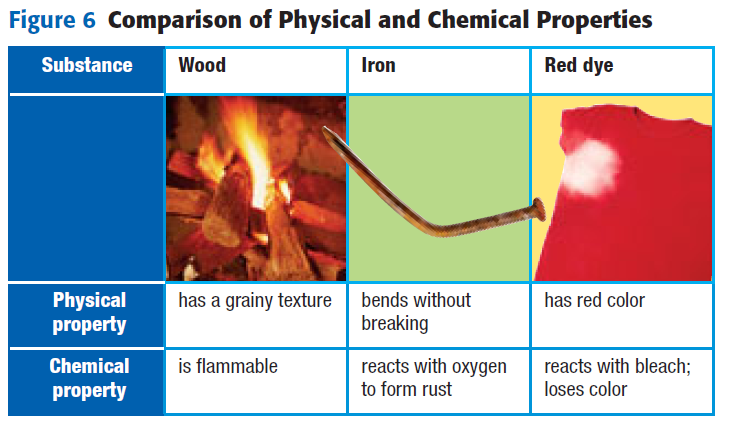 Figure 6 Comparison of Physical and Chemical Properties
Substance Wood Iron Red dye
Physical property has a grainy texture bends without breaking has red color
Chemical property is flammable reacts with oxygen to form rust reacts with bleach; loses color